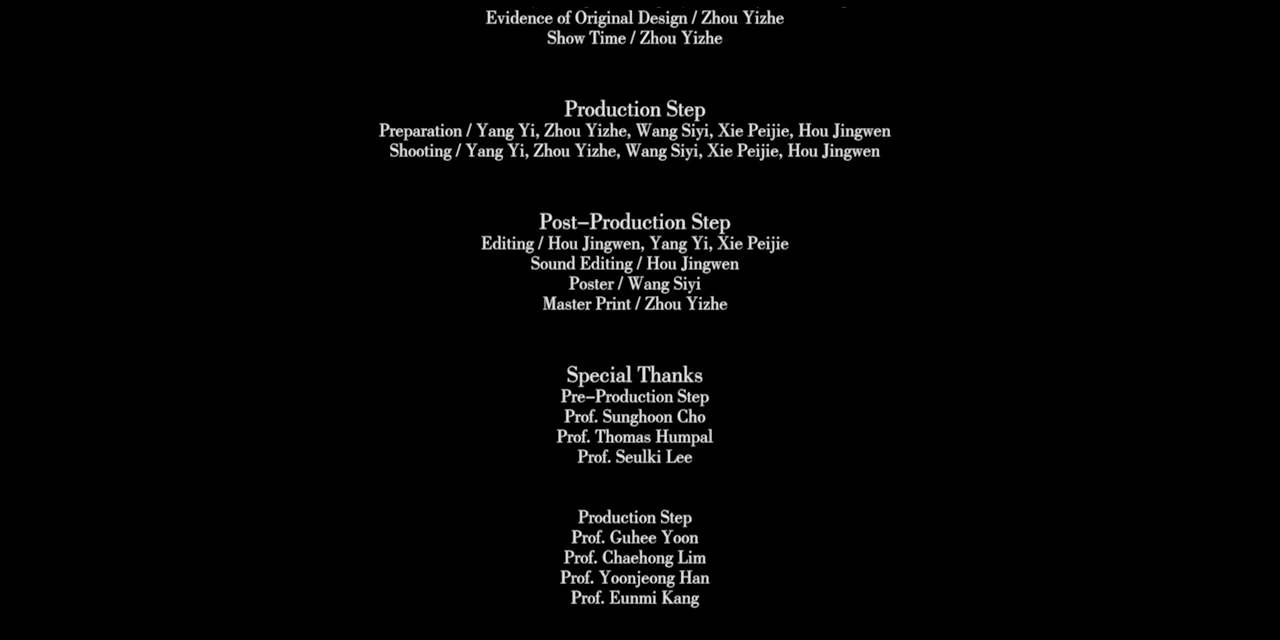 Evidence of Original Design / Zhou Yizhe
Show Time / Zhou Yizhe
Production Step
Preparation / Yang Yi, Zhou Yizhe, Wang Siyi, Xie Peijie, Hou Jingwen
Shooting / Yang Yi, Zhou Yizhe, Wang Siyi, Xie Peijie, Hou Jingwen
Post–Production Step
Editing / Hou Jingwen, Yang Yi, Xie Peijie
Sound Editing / Hou Jingwen
Poster / Wang Siyi
Master Print / Zhou Yizhe
Special Thanks
Pre–Production Step
Prof. Sunghoon Cho
Prof. Thomas Humpal
Prof. Seulki Lee
Production Step
Prof. Guhee Yoon
Prof. Chaehong Lim
Prof. Yoonjeong Han
Prof. Eunmi Kang